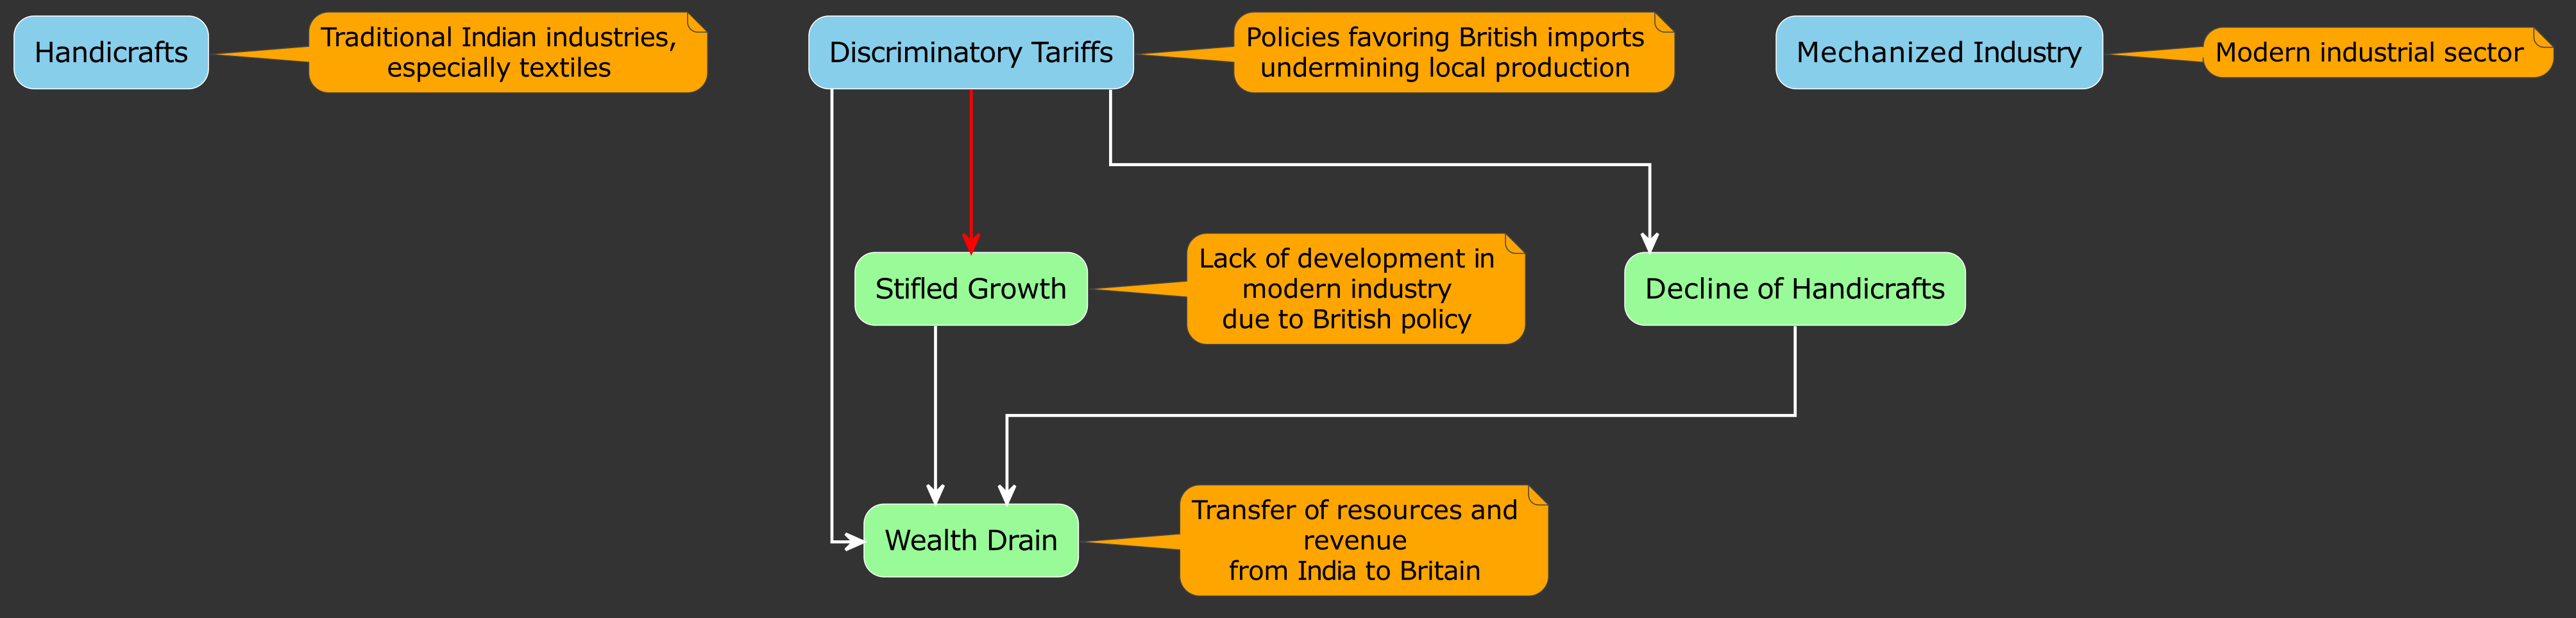 Handicrafts
Traditional Indian industries,
especially textiles
Discriminatory Tariffs
Policies favoring British imports
undermining local production
Mechanized Industry
Modern industrial sector
Stifled Growth
Lack of development in
modern industry
due to British policy
Decline of Handicrafts
Wealth Drain
Transfer of resources and
revenue
from India to Britain